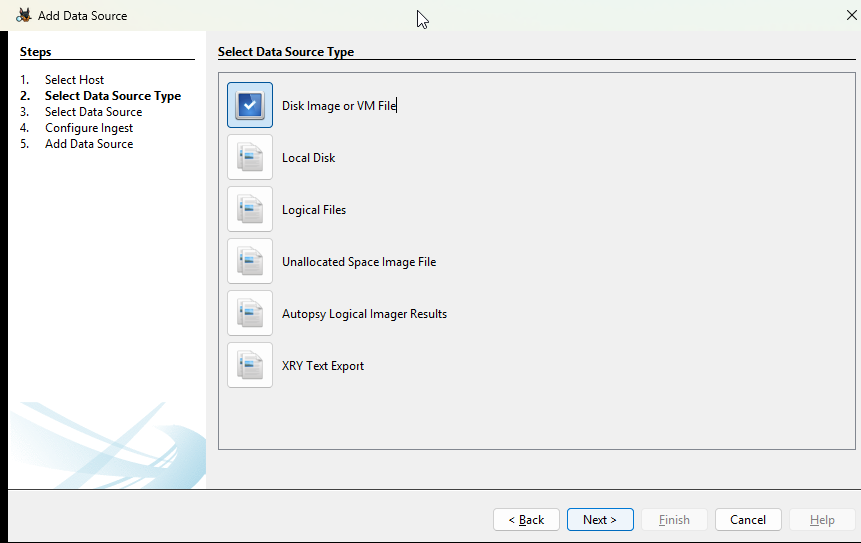 Add Data Source
Steps
1. Select Host
2. Select Data Source Type
3. Select Data Source
4. Configure Ingest
5. Add Data Source
Select Data Source Type
Disk Image or VM File
Local Disk
Logical Files
Unallocated Space Image File
Autopsy Logical Imager Results
XRY Text Export
< Back
Next >
Finish
Cancel
Help